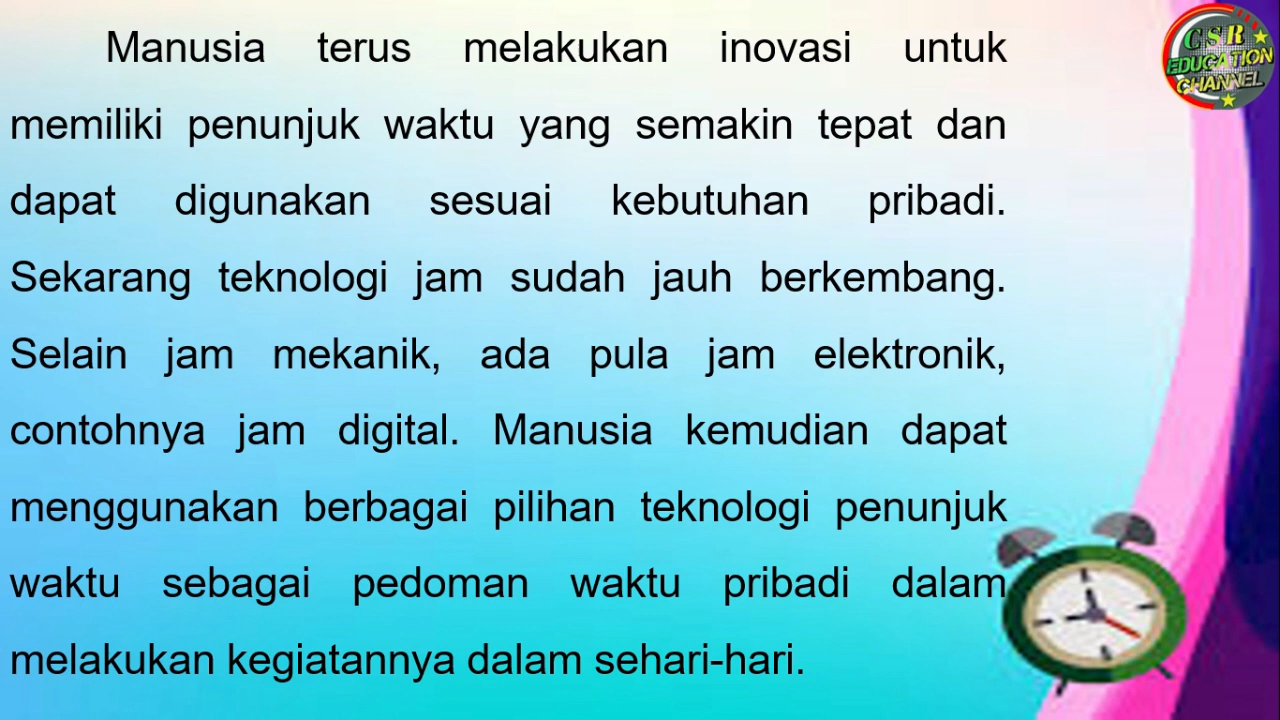 Manusia terus melakukan inovasi untuk
memiliki penunjuk waktu yang semakin tepat dan
dapat digunakan sesuai kebutuhan pribadi.
Sekarang teknologi jam sudah jauh berkembang.
Selain jam mekanik, ada pula jam elektronik,
contohnya jam digital. Manusia kemudian dapat
menggunakan berbagai pilihan teknologi penunjuk
waktu sebagai pedoman waktu pribadi dalam
melakukan kegiatannya dalam sehari-hari.
CSR
EDUCATION
CHANNEL